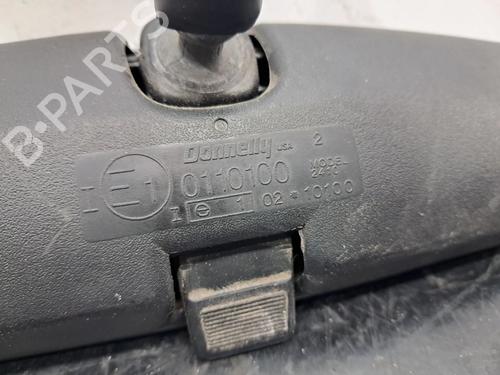 B-PARTS
Donnelly USA 2
I E1 0110100 MODEL 2410
I e 1 02 * 10100